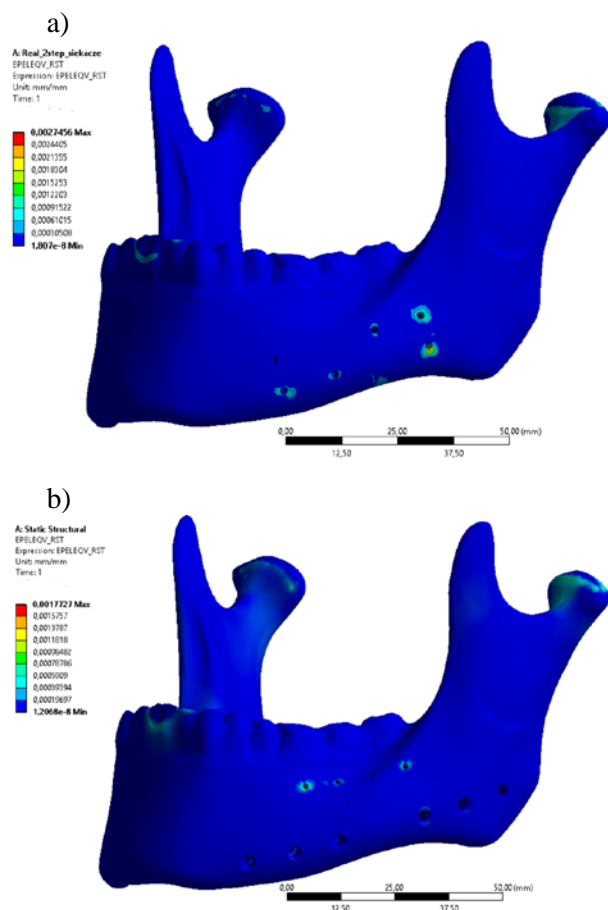 a)
A: Real_2step_siekacze
EPELEQV_RST
Expression: EPELEQV_RST
Unit: mm/mm
Time: 1
0,0027456 Max
0,0024405
0,0021355
0,0018304
0,0015253
0,0012203
0,00091522
0,00061015
0,00030508
1,807e-8 Min
0,00 25,00 50,00 (mm)
12,50 37,50
b)
A: Static Structural
EPELEQV_RST
Expression: EPELEQV_RST
Unit: mm/mm
Time: 1
0,0017727 Max
0,0015757
0,0013787
0,0011818
0,00098482
0,00078786
0,0005909
0,00039394
0,00019697
1,2068e-8 Min
0,00 25,00 50,00 (mm)
12,50 37,50